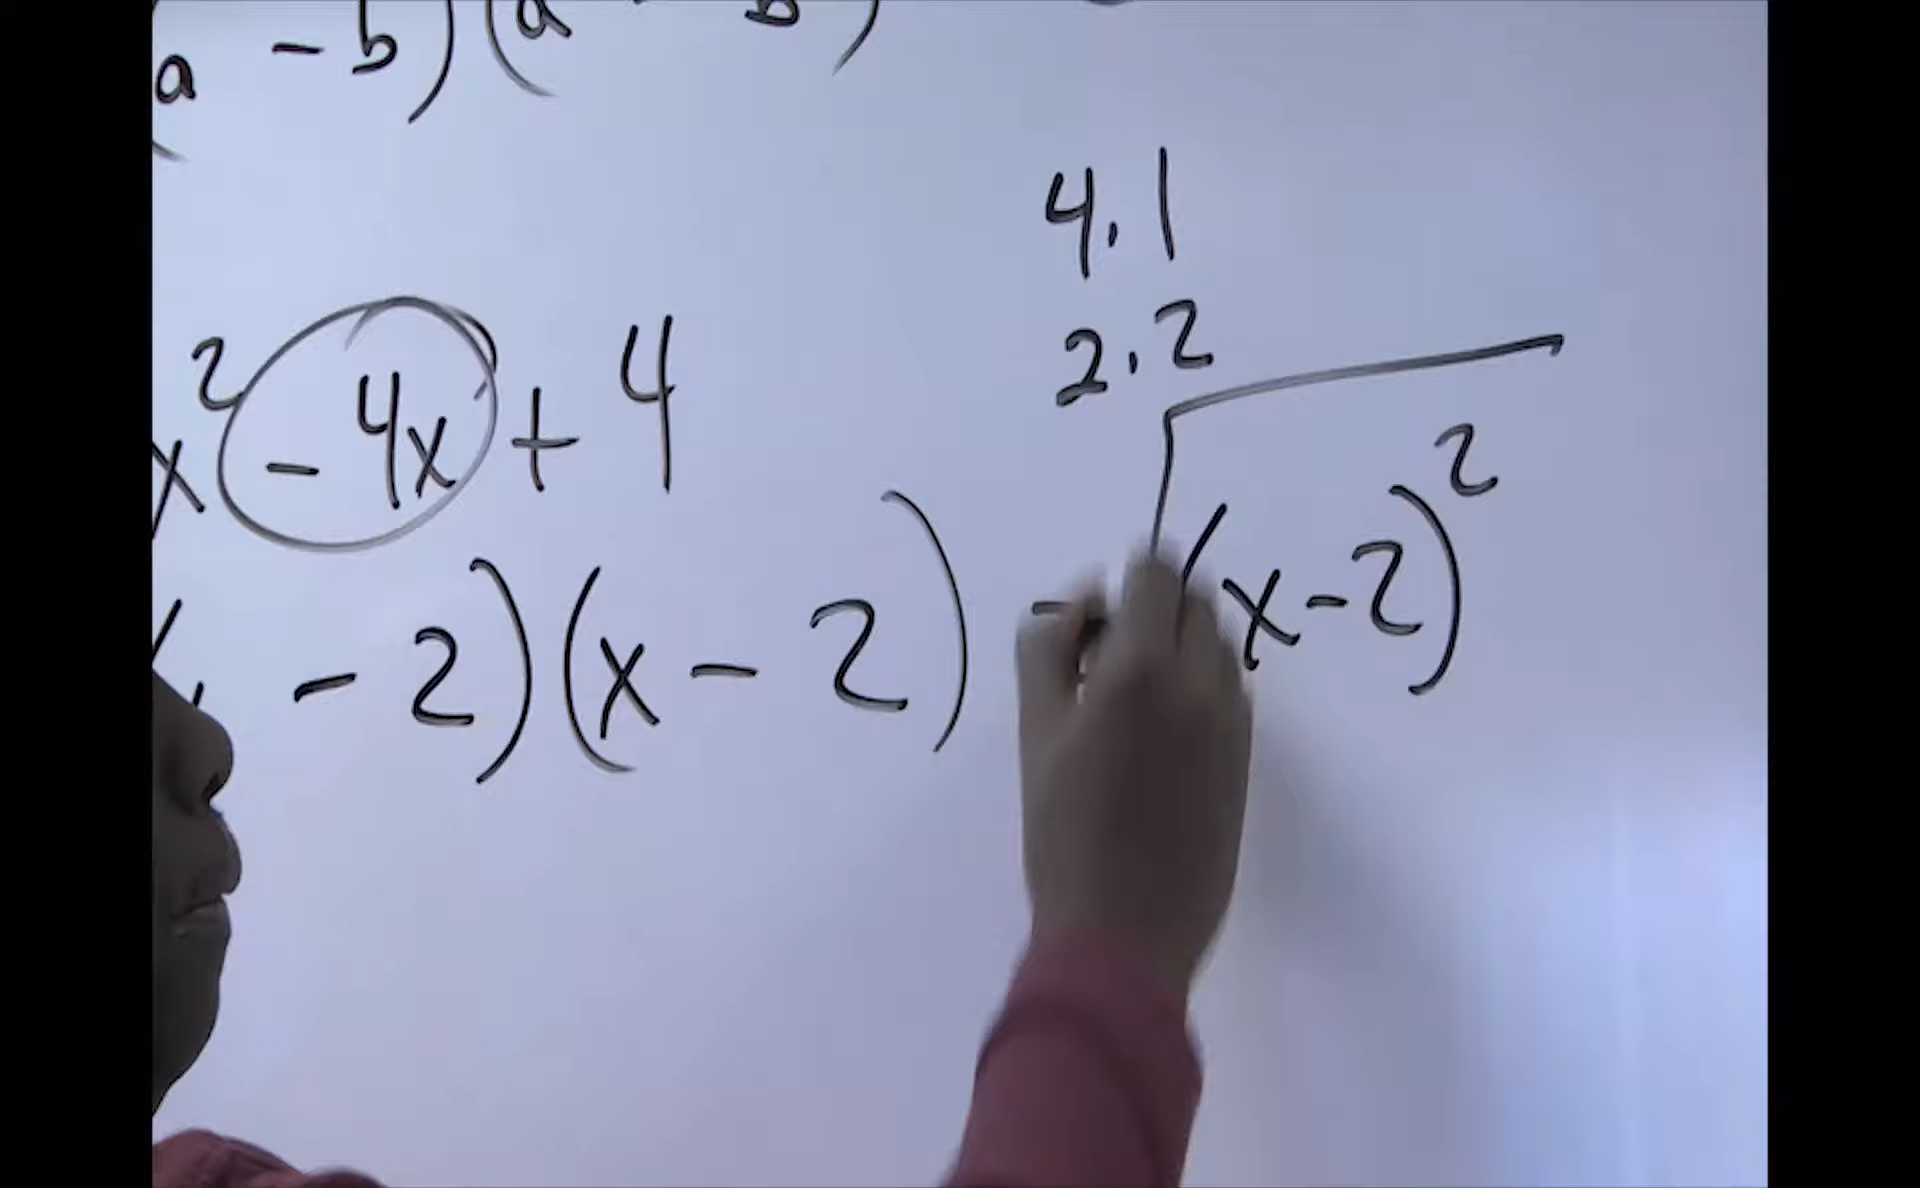 a - b)(a - b)
4.1
2.2
x² - 4x + 4
- 2)(x - 2) = √(x-2)²